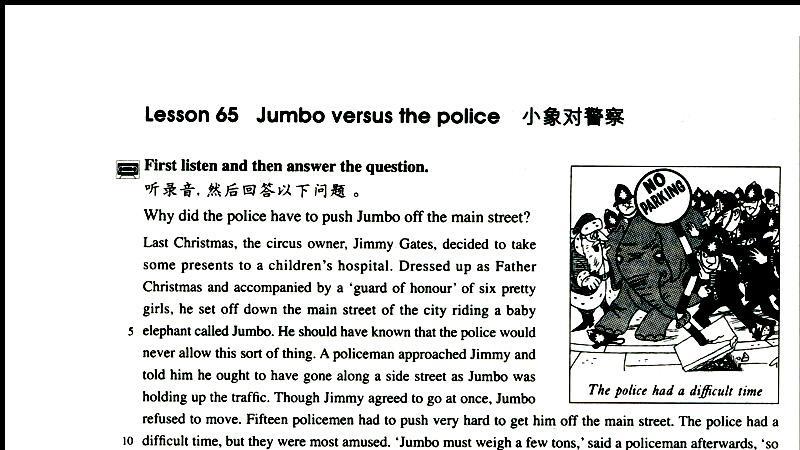 Lesson 65 Jumbo versus the police 小象对警察
First listen and then answer the question.
听录音，然后回答以下问题。
Why did the police have to push Jumbo off the main street?
Last Christmas, the circus owner, Jimmy Gates, decided to take
some presents to a children's hospital. Dressed up as Father
Christmas and accompanied by a 'guard of honour' of six pretty
girls, he set off down the main street of the city riding a baby
5 elephant called Jumbo. He should have known that the police would
never allow this sort of thing. A policeman approached Jimmy and
told him he ought to have gone along a side street as Jumbo was
holding up the traffic. Though Jimmy agreed to go at once, Jumbo
refused to move. Fifteen policemen had to push very hard to get him off the main street. The police had a
10 difficult time, but they were most amused. 'Jumbo must weigh a few tons,' said a policeman afterwards, 'so
NO
PARKING
The police had a difficult time